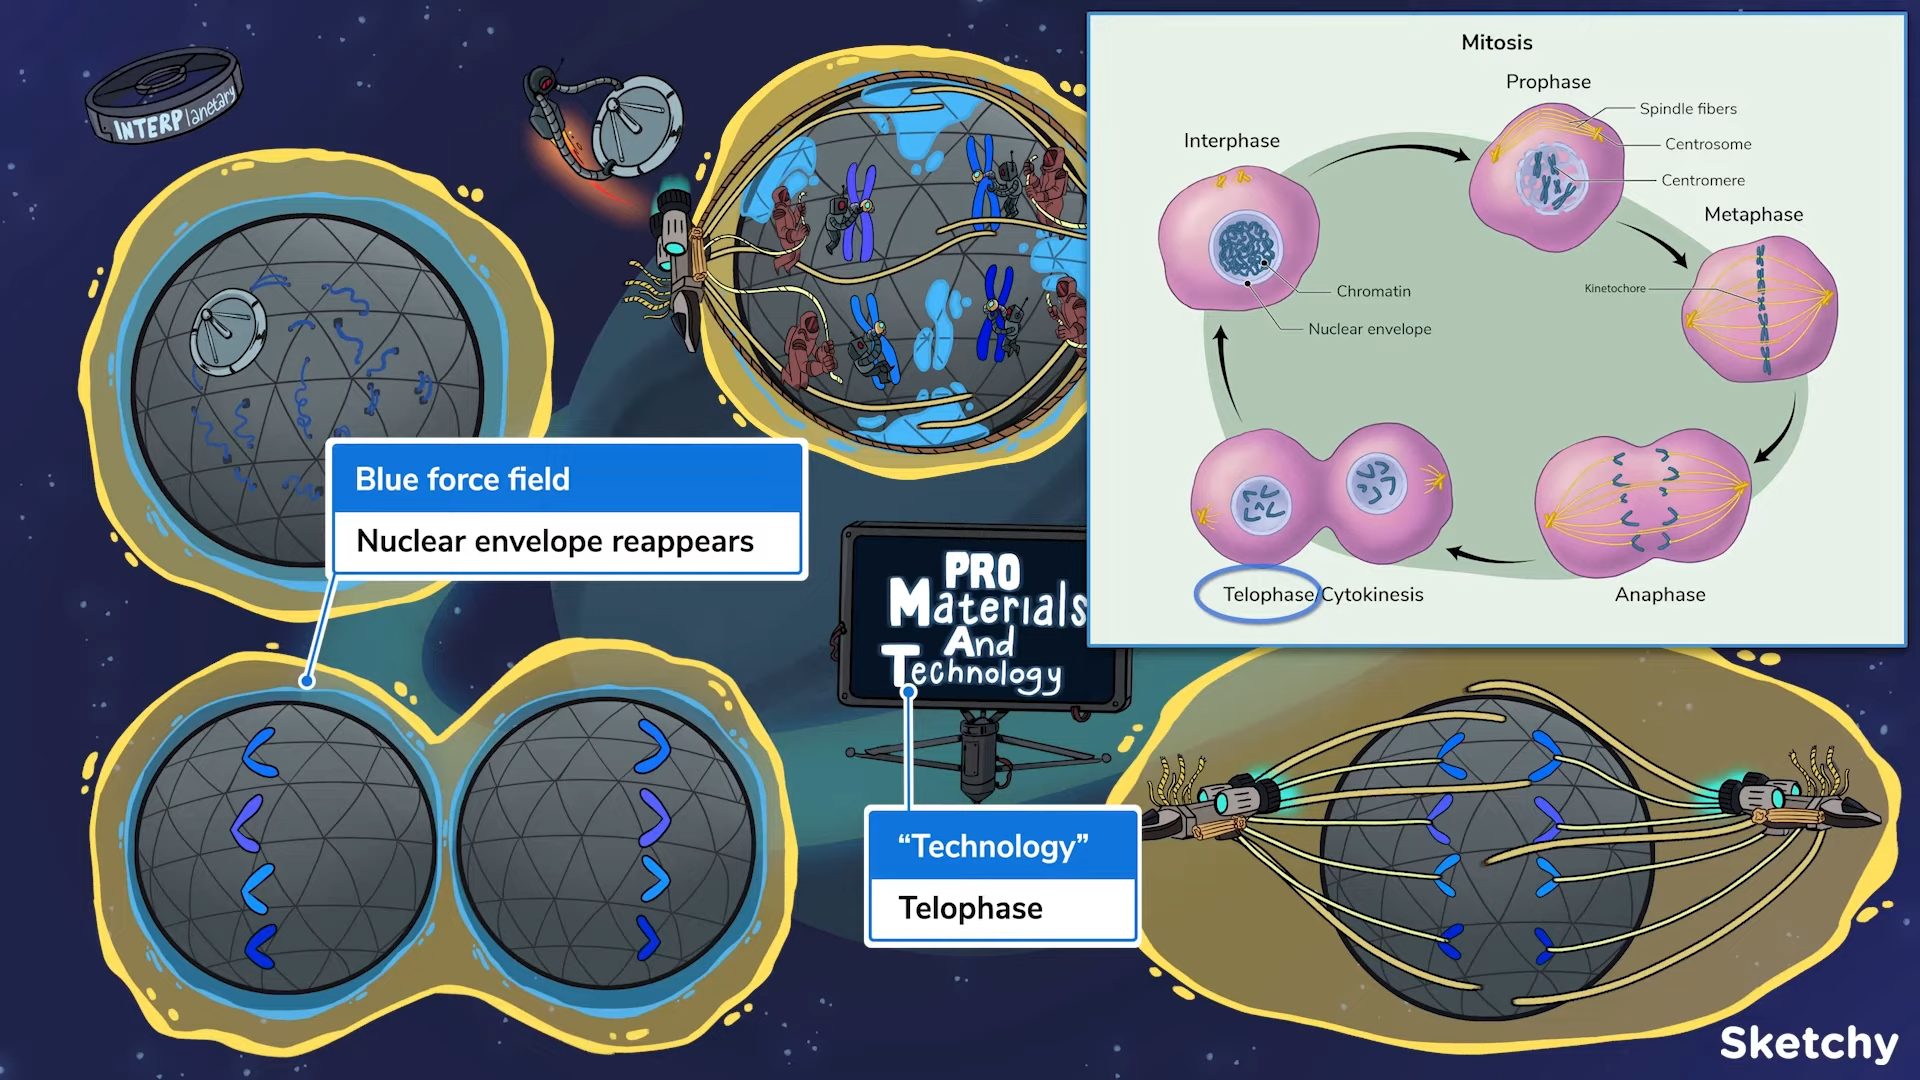 INTERPlanetary
Blue force field
Nuclear envelope reappears
PRO
Materials
And
Technology
“Technology”
Telophase
Mitosis
Prophase
Spindle fibers
Centrosome
Centromere
Interphase
Chromatin
Nuclear envelope
Metaphase
Kinetochore
Telophase/Cytokinesis
Anaphase
Sketchy